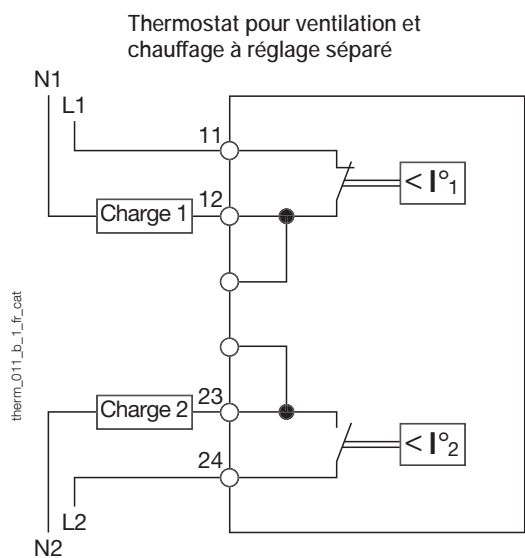 Thermostat pour ventilation et
chauffage à réglage séparé
N1
L1
11
< I°1
12
Charge 1
therm_011_b_1_fr_cat
23
Charge 2
< I°2
24
L2
N2